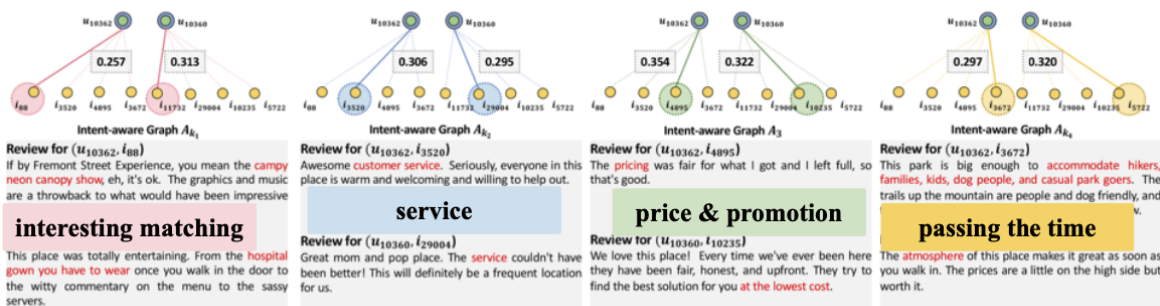 u10362 u10360
0.257 0.313
i88 i3520 i4895 i3672 i11732 i29004 i10235 i5722
Intent-aware Graph Ak1
Review for (u10362, i88)
If by Fremont Street Experience, you mean the campy
neon canopy show, eh, it's ok. The graphics and music
are a throwback to what would have been impressive
interesting matching
This place was totally entertaining. From the hospital
gown you have to wear once you walk in the door to
the witty commentary on the menu to the sassy
servers.
u10362 u10360
0.306 0.295
i88 i3520 i4895 i3672 i11732 i29004 i10235 i5722
Intent-aware Graph Ak2
Review for (u10362, i3520)
Awesome customer service. Seriously, everyone in this
place is warm and welcoming and willing to help out.
service
Review for (u10360, i29004)
Great mom and pop place. The service couldn't have
been better! This will definitely be a frequent location
for us.
u10362 u10360
0.354 0.322
i88 i3520 i4895 i3672 i11732 i29004 i10235 i5722
Intent-aware Graph A3
Review for (u10362, i4895)
The pricing was fair for what I got and I left full, so
that's good.
price & promotion
Review for (u10360, i10235)
We love this place! Every time we've ever been here
they have been fair, honest, and upfront. They try to
find the best solution for you at the lowest cost.
u10362 u10360
0.297 0.320
i88 i3520 i4895 i3672 i11732 i29004 i10235 i5722
Intent-aware Graph Ak4
Review for (u10362, i3672)
This park is big enough to accommodate hikers,
families, kids, dog people, and casual park goers. The
trails up the mountain are people and dog friendly, and
passing the time
The atmosphere of this place makes it great as soon as
you walk in. The prices are a little on the high side but
worth it.